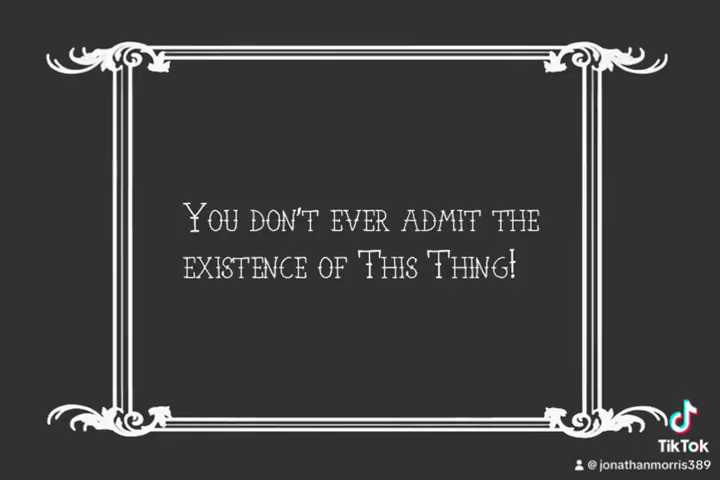 You don't ever admit the
existence of This Thing!
TikTok
@jonathanmorris389